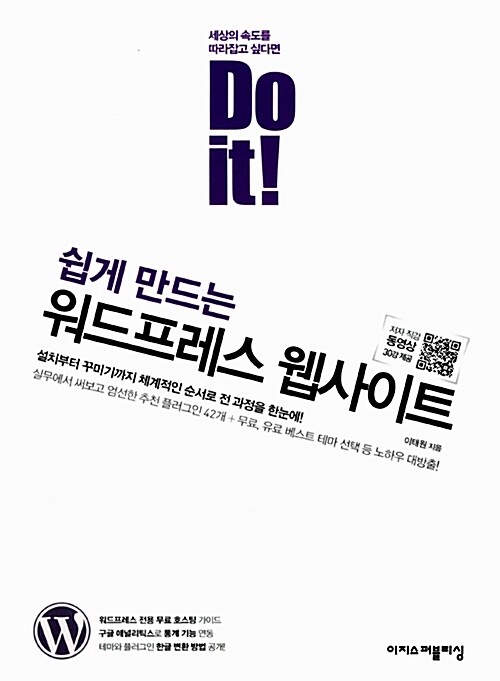 세상의 속도를
따라잡고 싶다면
Do
it!
쉽게 만드는
워드프레스 웹사이트
저자 직강
동영상
30강 제공
설치부터 꾸미기까지 체계적인 순서로 전 과정을 한눈에!
실무에서 써보고 엄선한 추천 플러그인 42개 + 무료, 유료 베스트 테마 선택 등 노하우 대방출!
이태원 지음
W
워드프레스 전용 무료 호스팅 가이드
구글 애널리틱스로 통계 기능 연동
테마와 플러그인 한글 변환 방법 공개!
이지스퍼블리싱